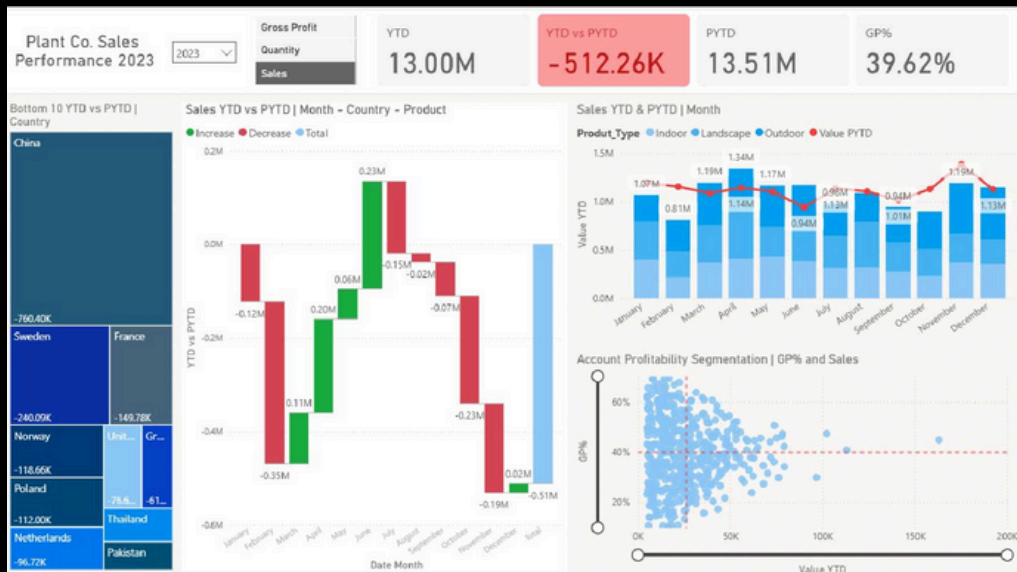 Plant Co. Sales
Performance 2023
2023
Gross Profit
Quantity
Sales
YTD
13.00M
YTD vs PYTD
-512.26K
PYTD
13.51M
GP%
39.62%
Bottom 10 YTD vs PYTD |
Country
China
-760.40K
Sweden
-240.09K
France
-149.78K
Norway
-118.66K
Unit...
-76.6...
Gr...
-61...
Poland
-112.00K
Thailand
Netherlands
-96.72K
Pakistan
Sales YTD vs PYTD | Month - Country - Product
Increase Decrease Total
0.2M
0.0M
-0.2M
-0.4M
-0.6M
YTD vs PYTD
-0.12M
-0.35M
0.11M
0.20M
0.06M
0.23M
-0.15M
-0.02M
-0.07M
-0.23M
-0.19M
0.02M
-0.51M
January
February
March
April
May
June
July
August
September
October
November
December
Total
Date Month
Sales YTD & PYTD | Month
Produt_Type Indoor Landscape Outdoor Value PYTD
1.5M
1.0M
0.5M
0.0M
Value YTD
1.07M
0.81M
1.19M
1.34M
1.14M
1.17M
0.94M
0.96M
1.13M
0.94M
1.01M
1.19M
1.13M
January
February
March
April
May
June
July
August
September
October
November
December
Account Profitability Segmentation | GP% and Sales
60%
40%
20%
GP%
0K
50K
100K
150K
200K
Value YTD